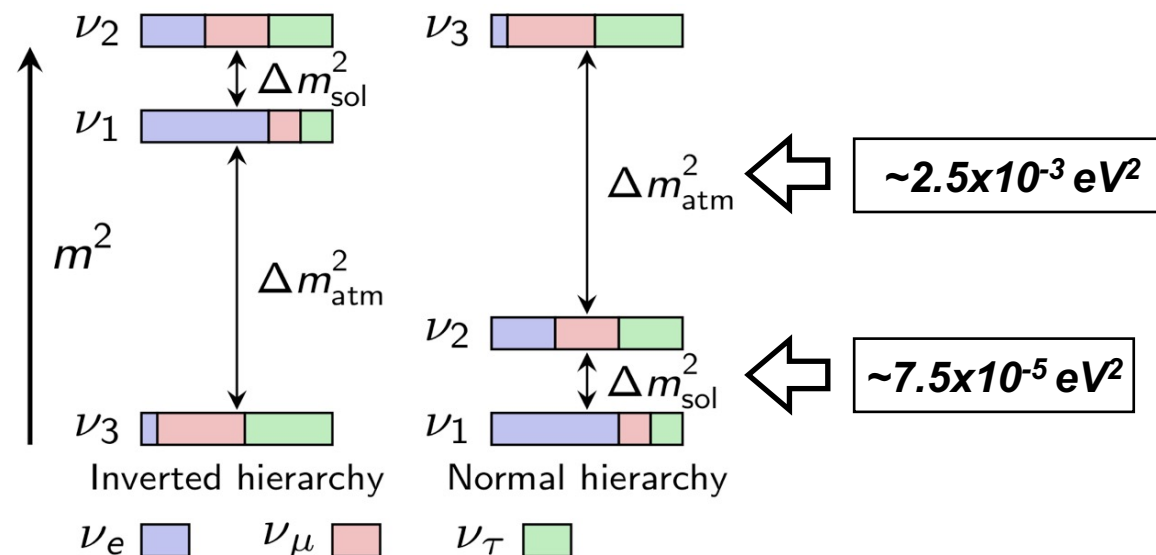 ν₂
Δm²sol
ν₁
m²
Δm²atm
ν₃
Inverted hierarchy
ν₃
Δm²atm
~2.5x10⁻³ eV²
ν₂
Δm²sol
~7.5x10⁻⁵ eV²
ν₁
Normal hierarchy
νe νμ ντ